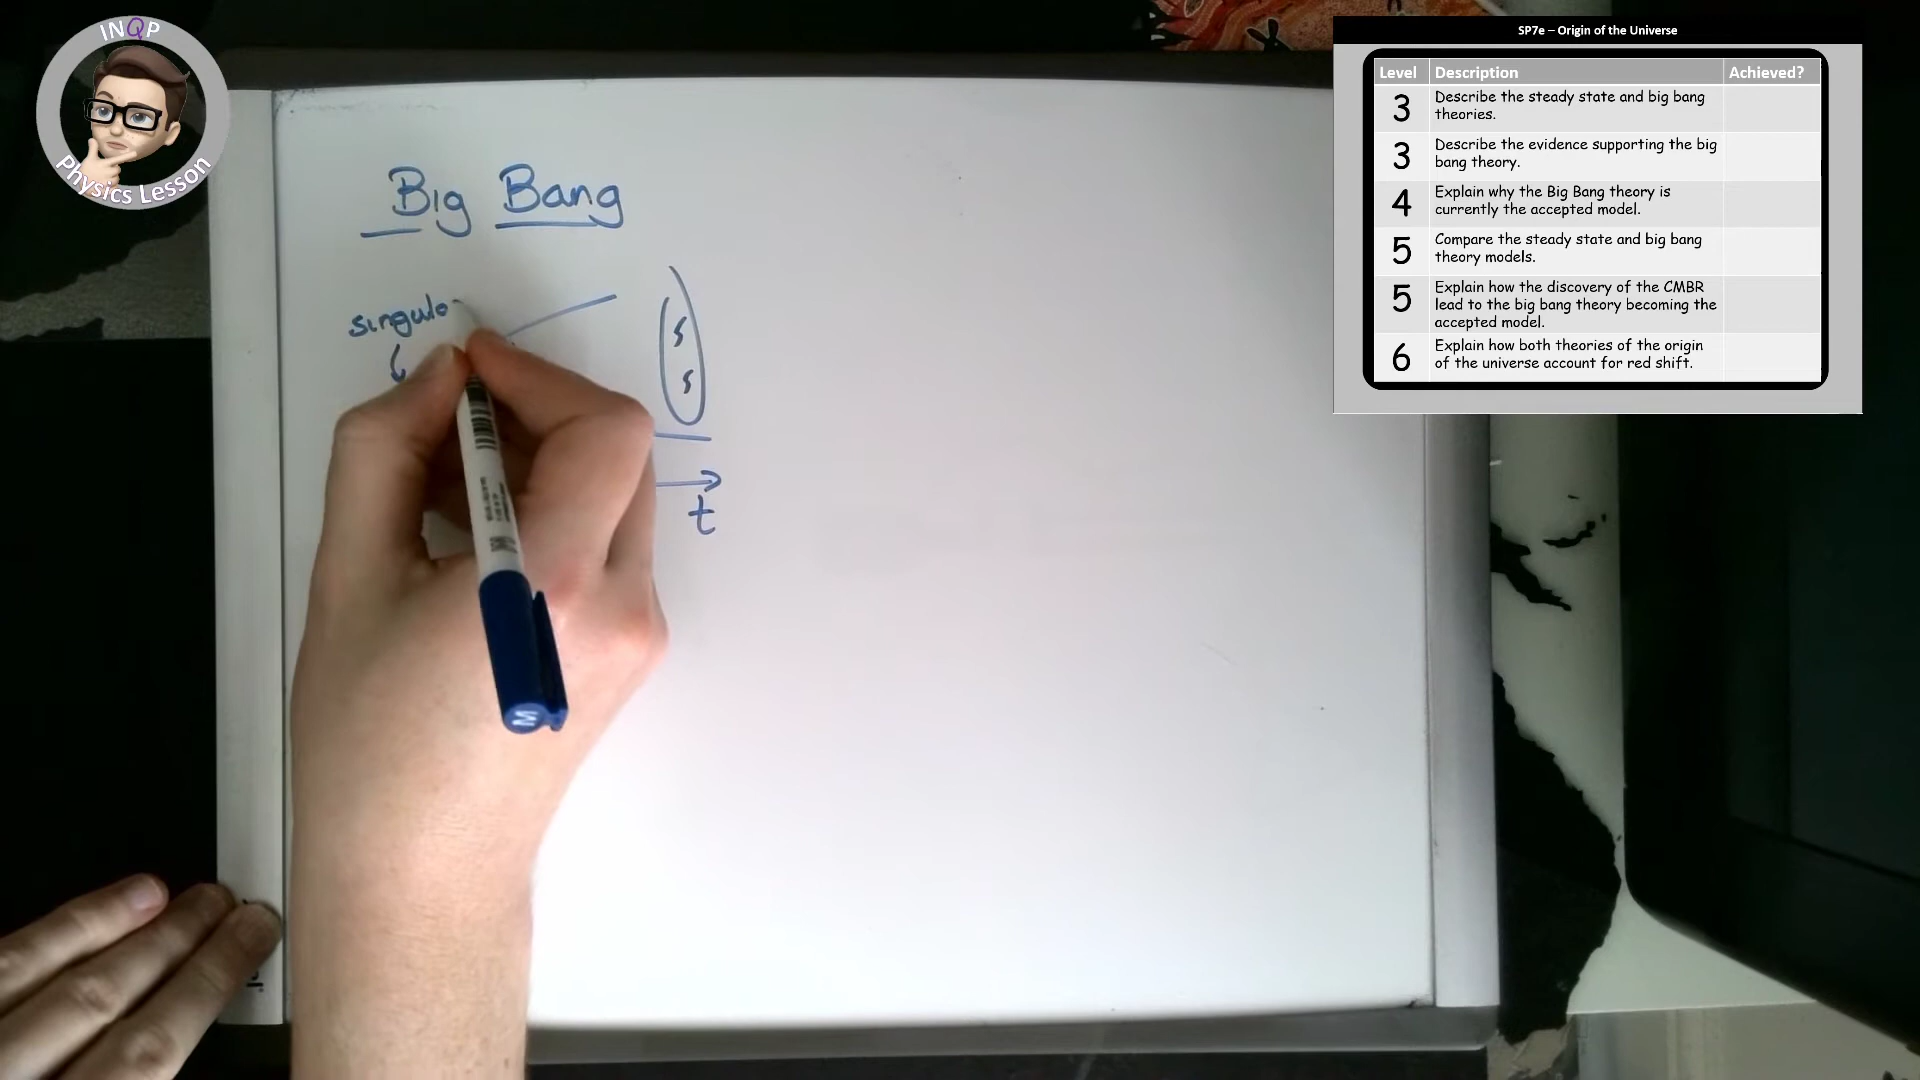 INQP
Physics Lesson
SP7e – Origin of the Universe
Level Description Achieved?
3 Describe the steady state and big bang
theories.
3 Describe the evidence supporting the big
bang theory.
4 Explain why the Big Bang theory is
currently the accepted model.
5 Compare the steady state and big bang
theory models.
5 Explain how the discovery of the CMBR
lead to the big bang theory becoming the
accepted model.
6 Explain how both theories of the origin
of the universe account for red shift.
Big Bang
singula
t
M